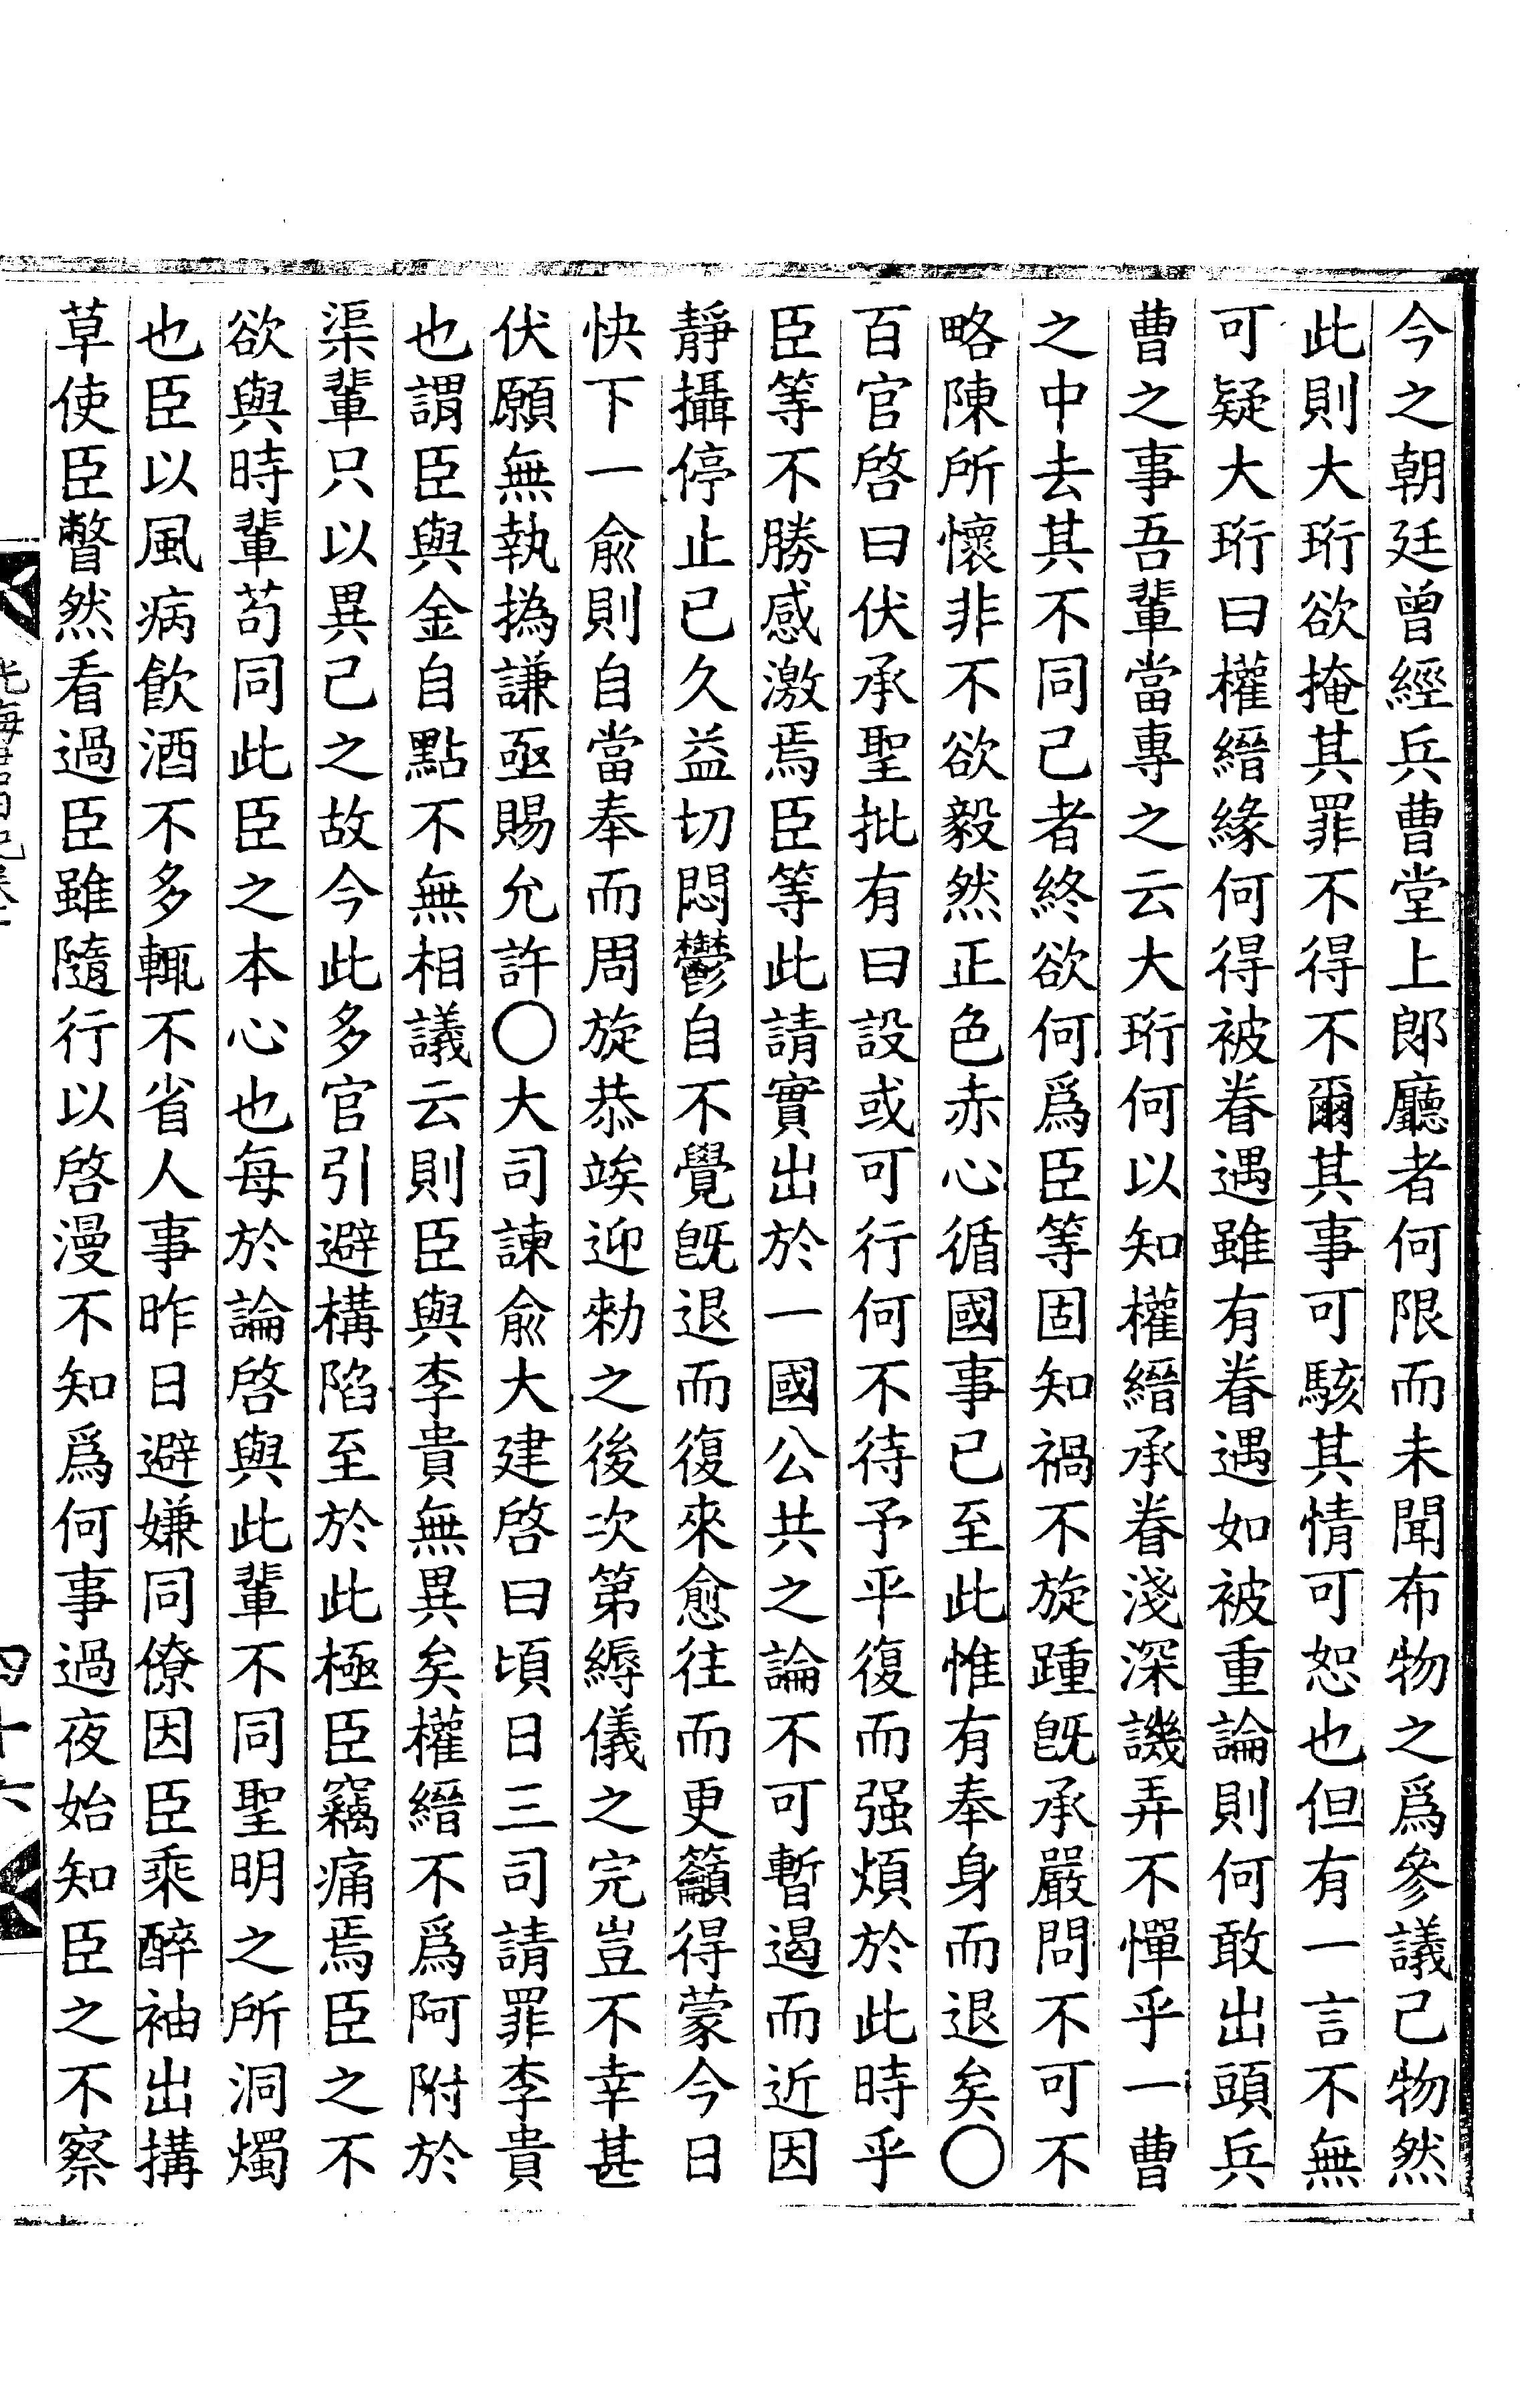 今之朝廷曾經兵曹堂上郞廳者何限而未聞布物之爲參議己物然
此則大珩欲掩其罪不得不爾其事可駭其情可恕也但有一言不無
可疑大珩曰權縉緣何得被眷遇雖有眷遇如被重論則何敢出頭兵
曹之事吾輩當專之云大珩何以知權縉承眷淺深譏弄不憚乎一曹
之中去其不同己者終欲何爲臣等固知禍不旋踵旣承嚴問不可不
略陳所懷非不欲毅然正色赤心循國事已至此惟有奉身而退矣〇
百官啓曰伏承聖批有曰設或可行何不待予平復而强煩於此時乎
臣等不勝感激焉臣等此請實出於一國公共之論不可暫遏而近因
靜攝停止已久益切悶鬱自不覺旣退而復來愈往而更籲得蒙今日
快下一兪則自當奉而周旋恭竢迎勑之後次第縟儀之完豈不幸甚
伏願無執撝謙亟賜允許〇大司諫兪大建啓曰頃日三司請罪李貴
也謂臣與金自點不無相議云則臣與李貴無異矣權縉不爲阿附於
渠輩只以異己之故今此多官引避構陷至於此極臣竊痛焉臣之不
欲與時輩苟同此臣之本心也每於論啓與此輩不同聖明之所洞燭
也臣以風病飮酒不多輒不省人事昨日避嫌同僚因臣乘醉袖出搆
草使臣瞥然看過臣雖隨行以啓漫不知爲何事過夜始知臣之不察
四十六